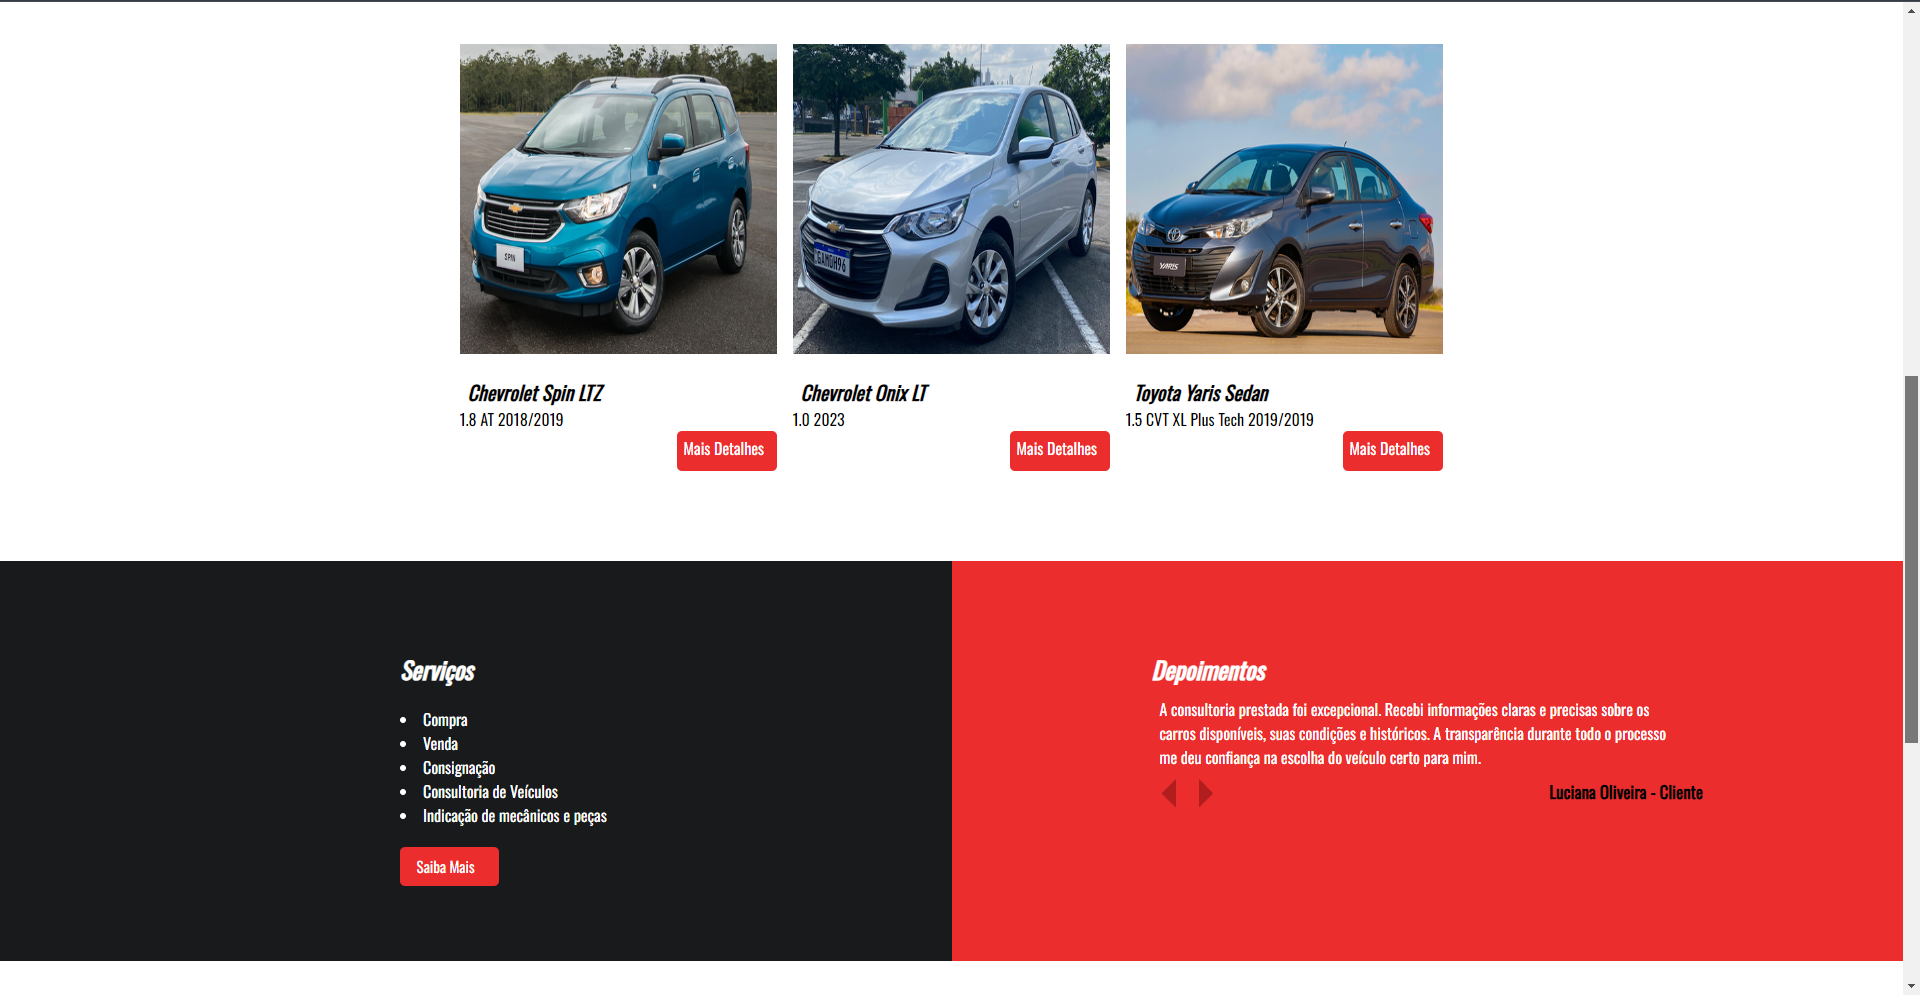 SPIN
GAMOH96
YARIS
Chevrolet Spin LTZ
1.8 AT 2018/2019
Mais Detalhes
Chevrolet Onix LT
1.0 2023
Mais Detalhes
Toyota Yaris Sedan
1.5 CVT XL Plus Tech 2019/2019
Mais Detalhes
Serviços
Compra
Venda
Consignação
Consultoria de Veículos
Indicação de mecânicos e peças
Saiba Mais
Depoimentos
A consultoria prestada foi excepcional. Recebi informações claras e precisas sobre os
carros disponíveis, suas condições e históricos. A transparência durante todo o processo
me deu confiança na escolha do veículo certo para mim.
Luciana Oliveira - Cliente